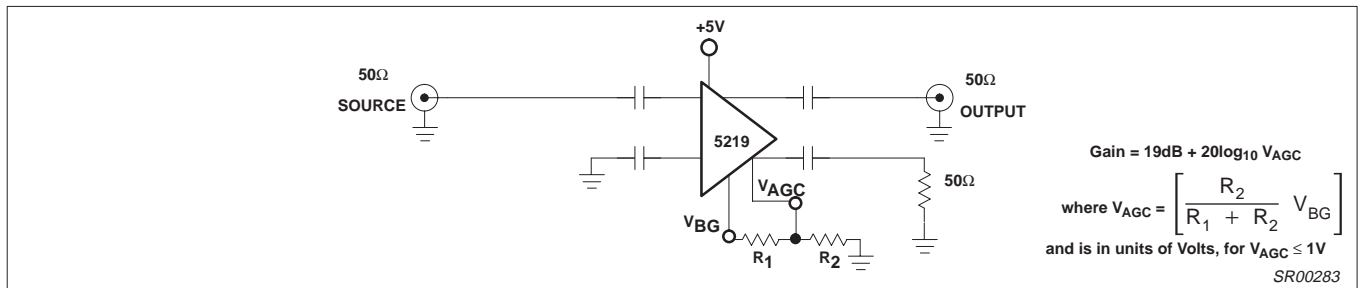 +5V
50Ω
SOURCE
50Ω
OUTPUT
5219
50Ω
VAGC
VBG
R1
R2
Gain = 19dB + 20log10 VAGC
where VAGC = [R2 / (R1 + R2) VBG]
and is in units of Volts, for VAGC ≤ 1V
SR00283